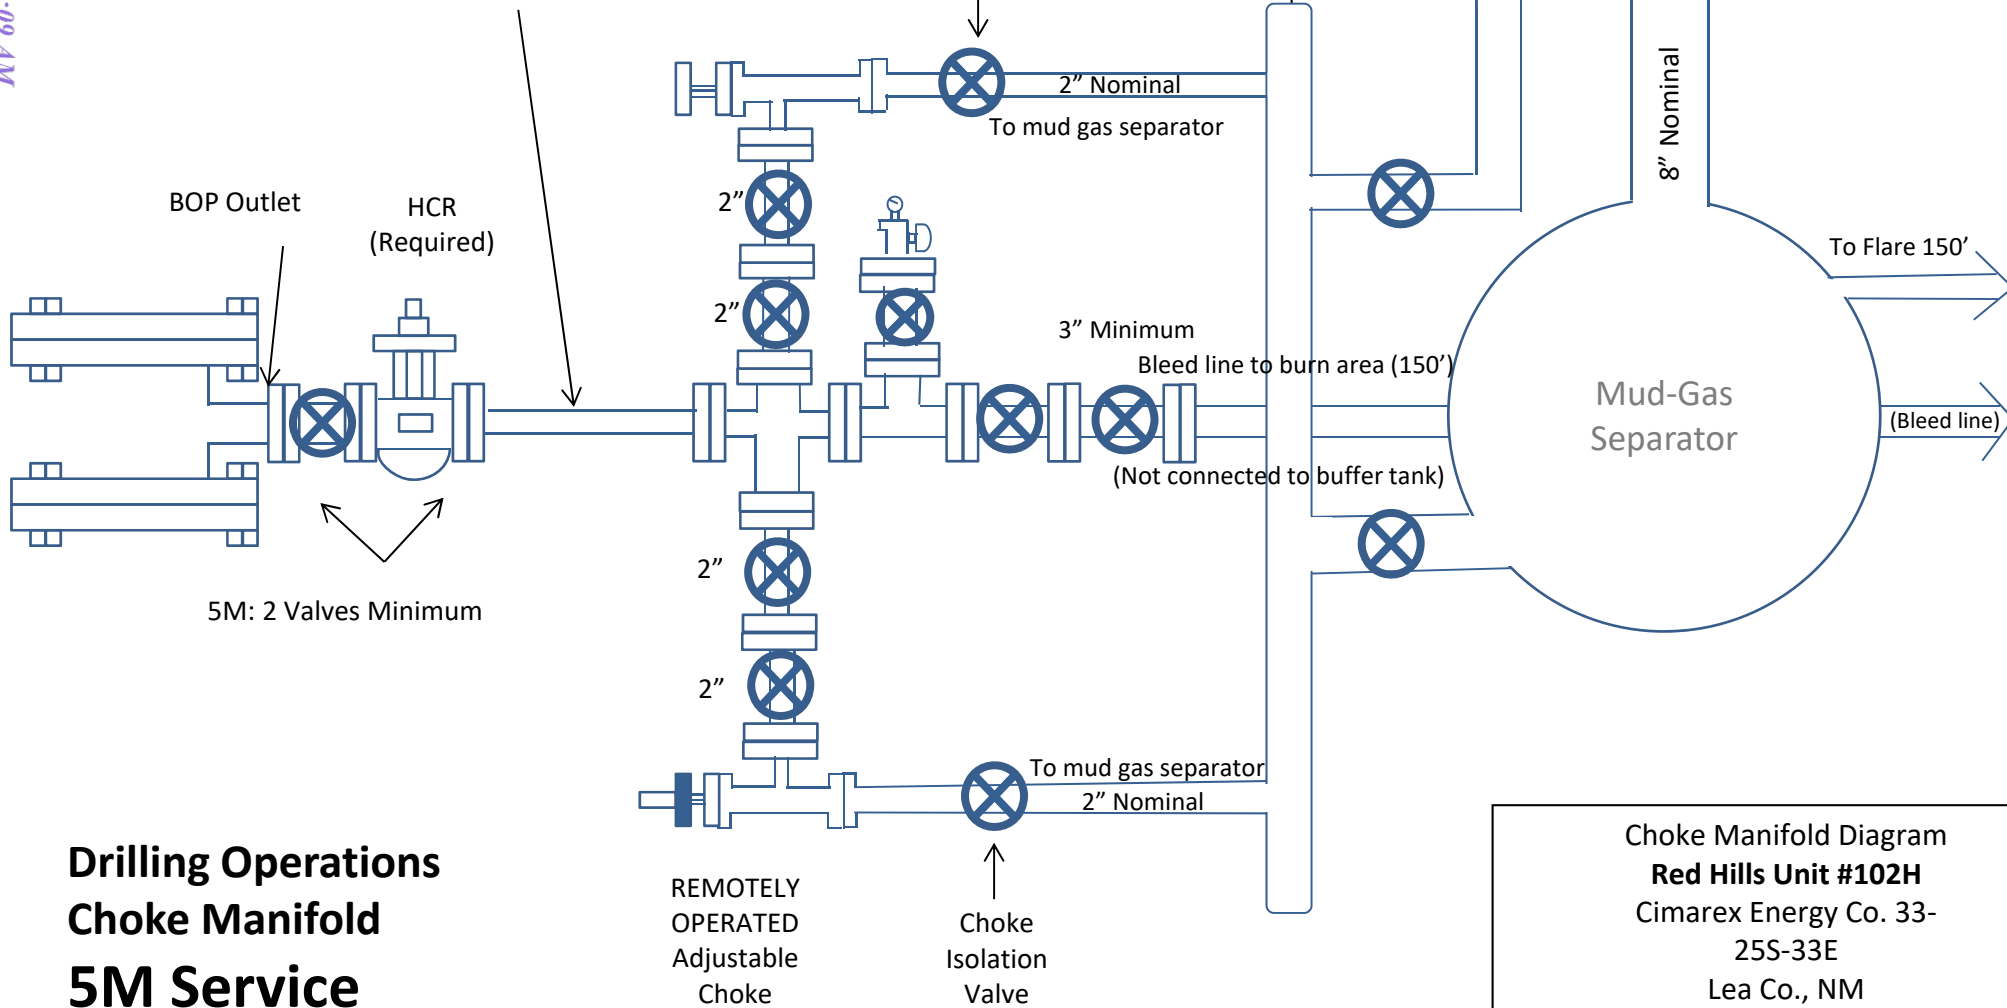 2” Nominal
To mud gas separator
8” Nominal
BOP Outlet
HCR
(Required)
2”
2”
To Flare 150’
3” Minimum
Bleed line to burn area (150’)
Mud-Gas
Separator
(Bleed line)
(Not connected to buffer tank)
5M: 2 Valves Minimum
2”
2”
To mud gas separator
2” Nominal
Drilling Operations
Choke Manifold
5M Service
REMOTELY
OPERATED
Adjustable
Choke
Choke
Isolation
Valve
Choke Manifold Diagram
Red Hills Unit #102H
Cimarex Energy Co. 33-
25S-33E
Lea Co., NM